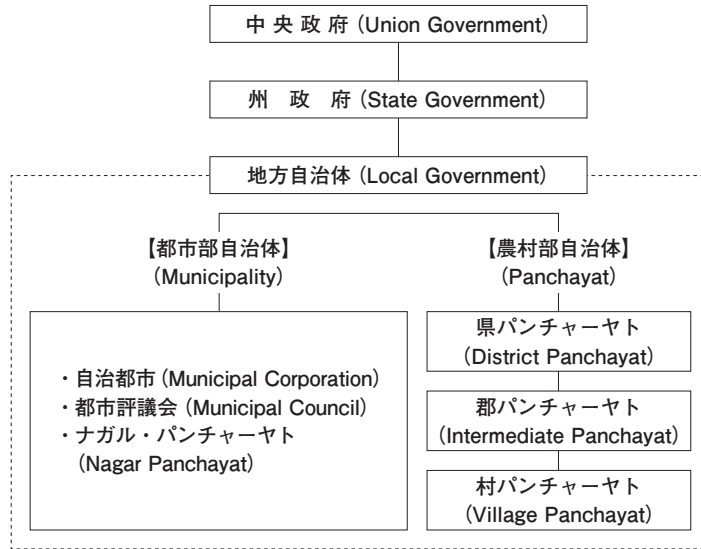 中央政府 (Union Government)
州　政　府 (State Government)
地方自治体 (Local Government)
【都市部自治体】
(Municipality)
・自治都市 (Municipal Corporation)
・都市評議会 (Municipal Council)
・ナガル・パンチャーヤト
(Nagar Panchayat)
【農村部自治体】
(Panchayat)
県パンチャーヤト
(District Panchayat)
郡パンチャーヤト
(Intermediate Panchayat)
村パンチャーヤト
(Village Panchayat)